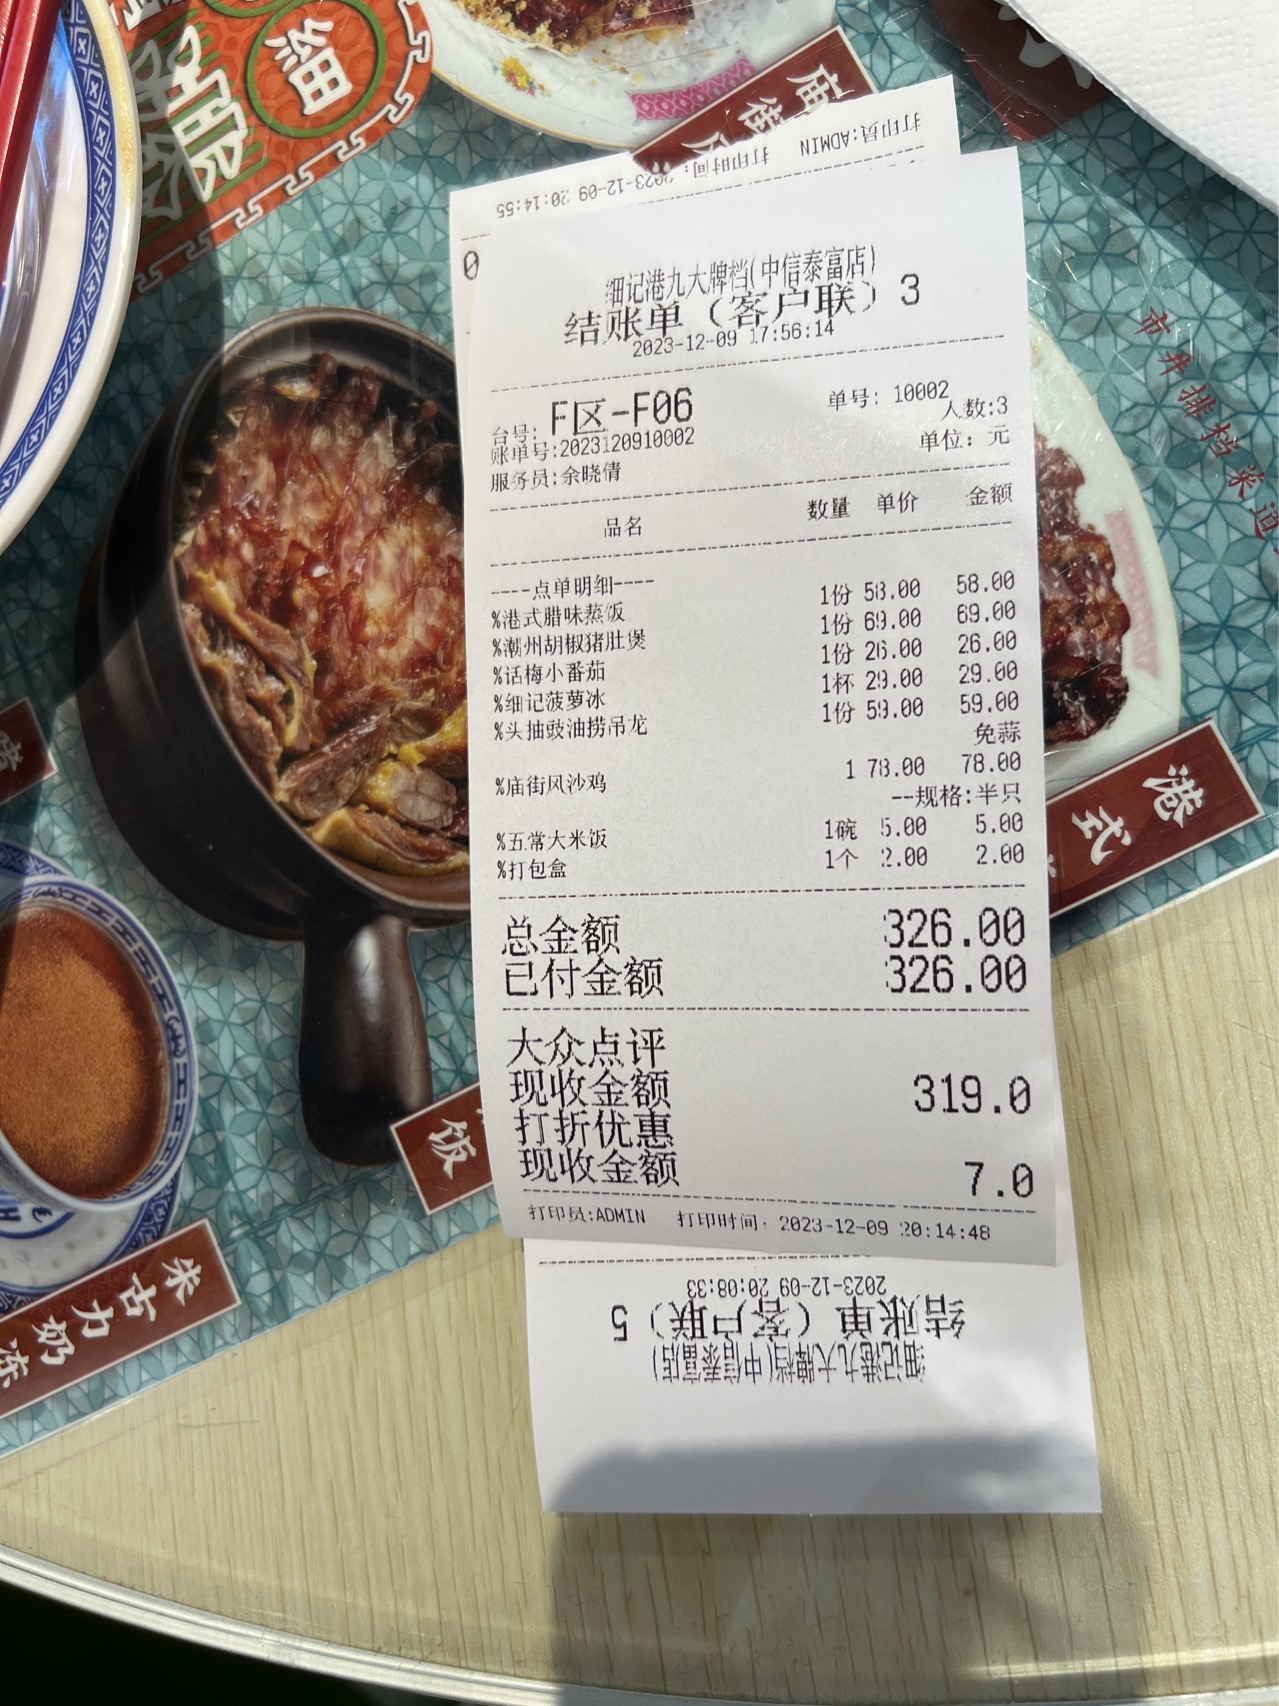 細
庙街风
打印员:ADMIN 打印时间: 2023-12-09 20:14:55
0
细记港九大牌档(中信泰富店)
结账单（客户联）3
2023-12-09 17:56:14
台号: F区-F06 单号: 10002
账单号:2023120910002 人数:3
服务员:余晓倩 单位: 元
品名 数量 单价 金额
----点单明细----
%港式腊味蒸饭 1份 58.00 58.00
%潮州胡椒猪肚煲 1份 69.00 69.00
%话梅小番茄 1份 26.00 26.00
%细记菠萝冰 1杯 29.00 29.00
%头抽豉油捞吊龙 1份 59.00 59.00
免蒜
%庙街风沙鸡 1 78.00 78.00
--规格:半只
%五常大米饭 1碗 5.00 5.00
%打包盒 1个 2.00 2.00
总金额 326.00
已付金额 326.00
大众点评
现收金额 319.0
打折优惠
现收金额 7.0
打印员:ADMIN 打印时间: 2023-12-09 20:14:48
2023-12-09 20:08:33
结账单（客户联）5
细记港九大牌档(中信泰富店)
市井排档味道
港式
饭
朱古力奶冻